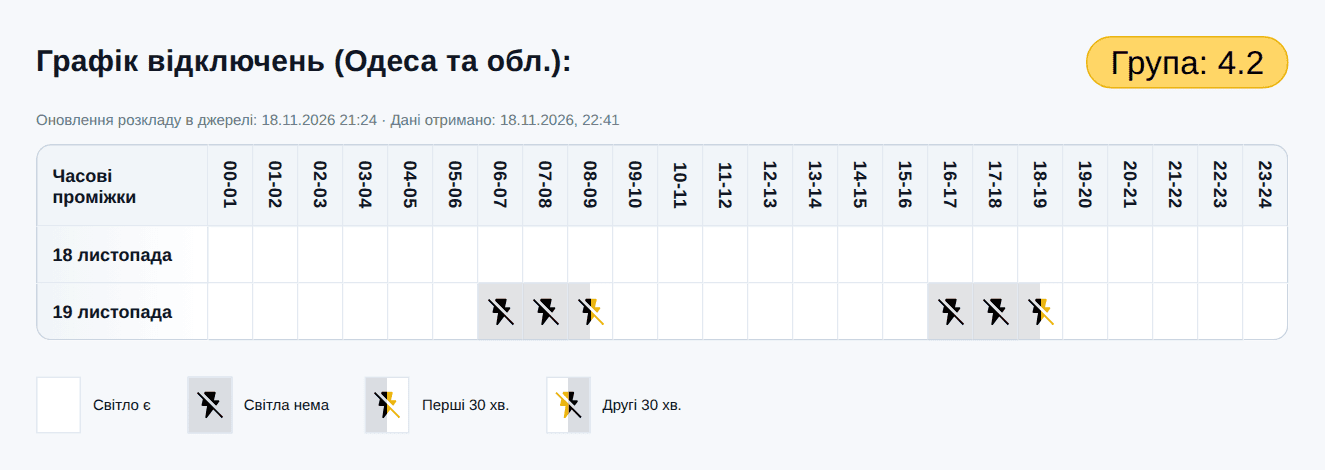 Графік відключень (Одеса та обл.):
Група: 4.2
Оновлення розкладу в джерелі: 18.11.2026 21:24 · Дані отримано: 18.11.2026, 22:41
Часові
проміжки
00-01
01-02
02-03
03-04
04-05
05-06
06-07
07-08
08-09
09-10
10-11
11-12
12-13
13-14
14-15
15-16
16-17
17-18
18-19
19-20
20-21
21-22
22-23
23-24
18 листопада
19 листопада
Світло є
Світла нема
Перші 30 хв.
Другі 30 хв.